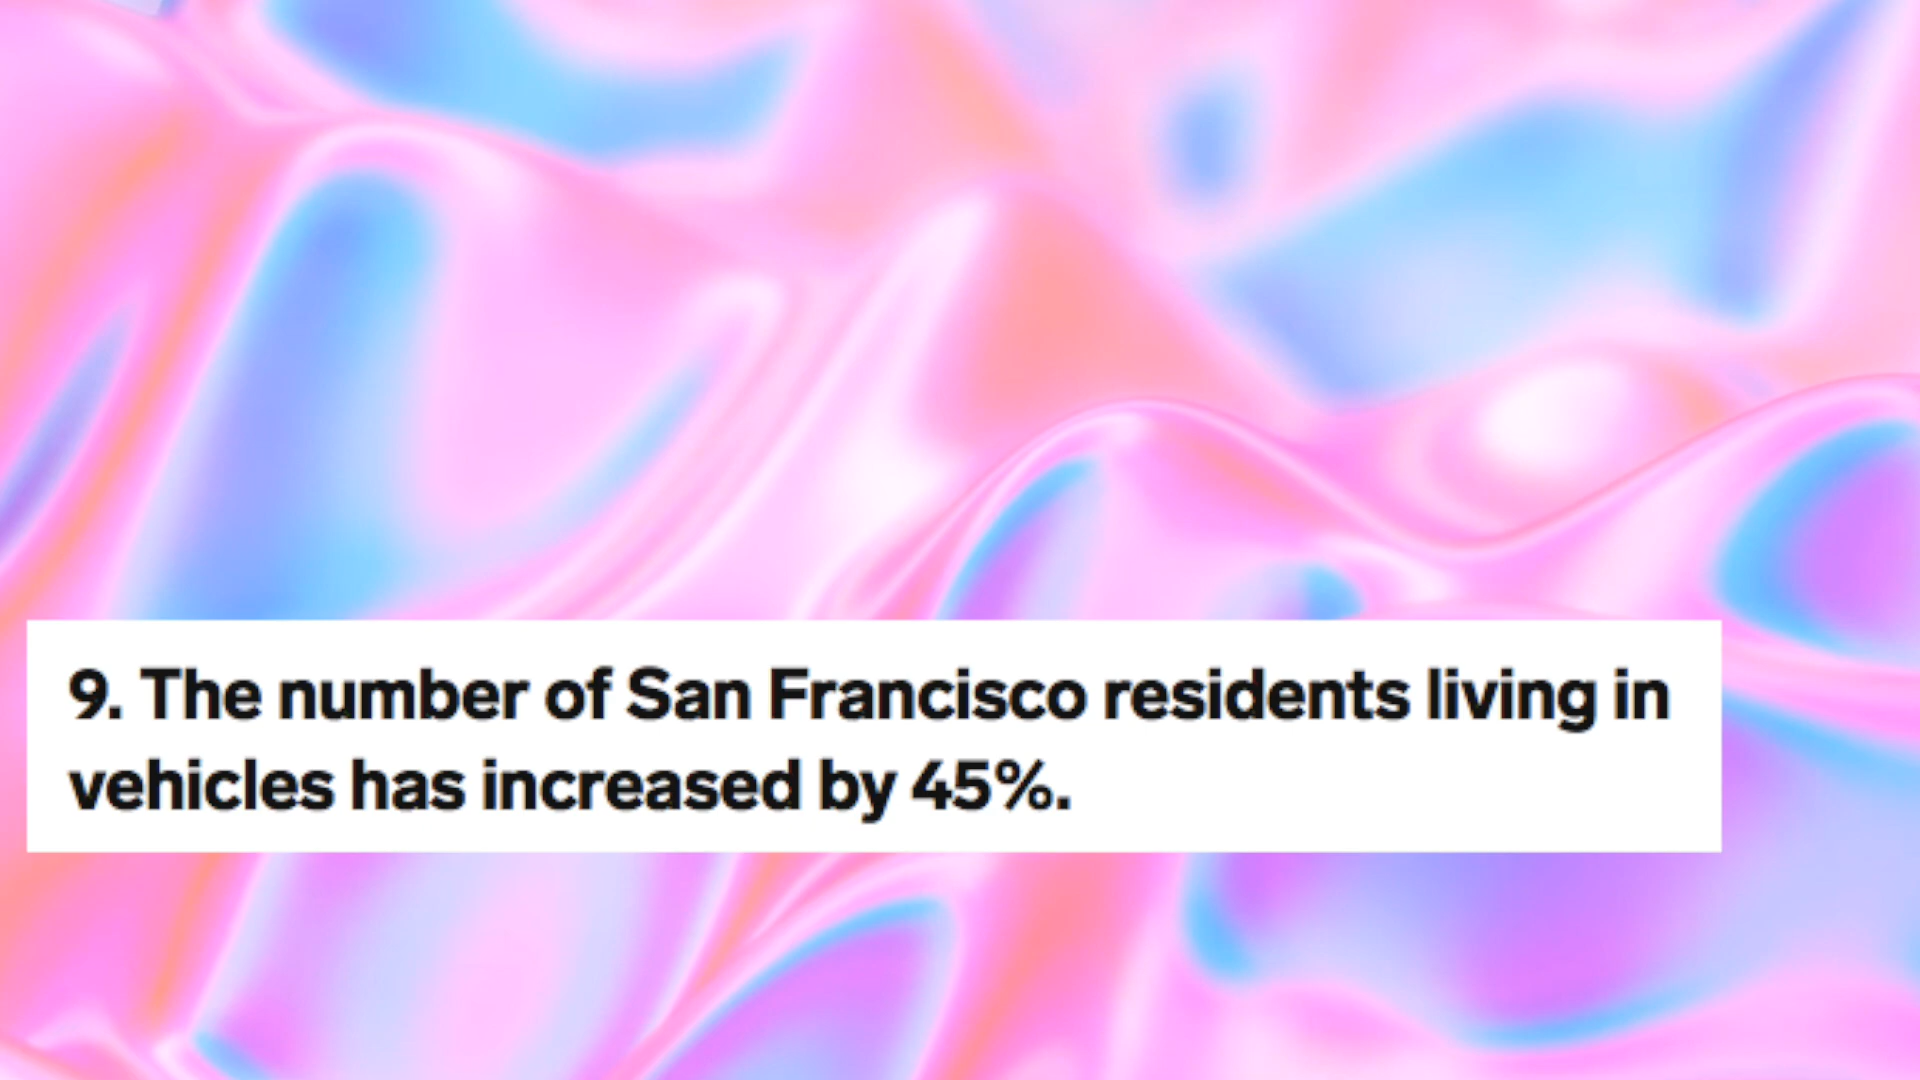 9. The number of San Francisco residents living in
vehicles has increased by 45%.